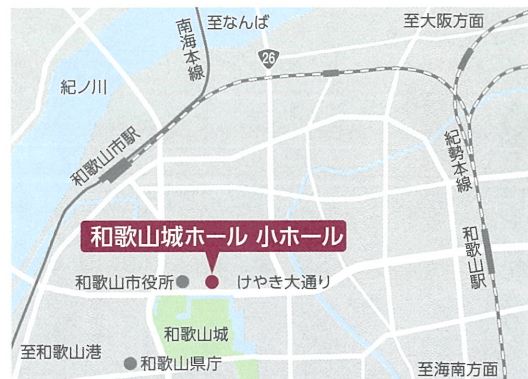 至なんば
至大阪方面
南海本線
26
紀ノ川
和歌山市駅
紀勢本線
和歌山城ホール 小ホール
和歌山駅
和歌山市役所
けやき大通り
和歌山城
至和歌山港
和歌山県庁
至海南方面